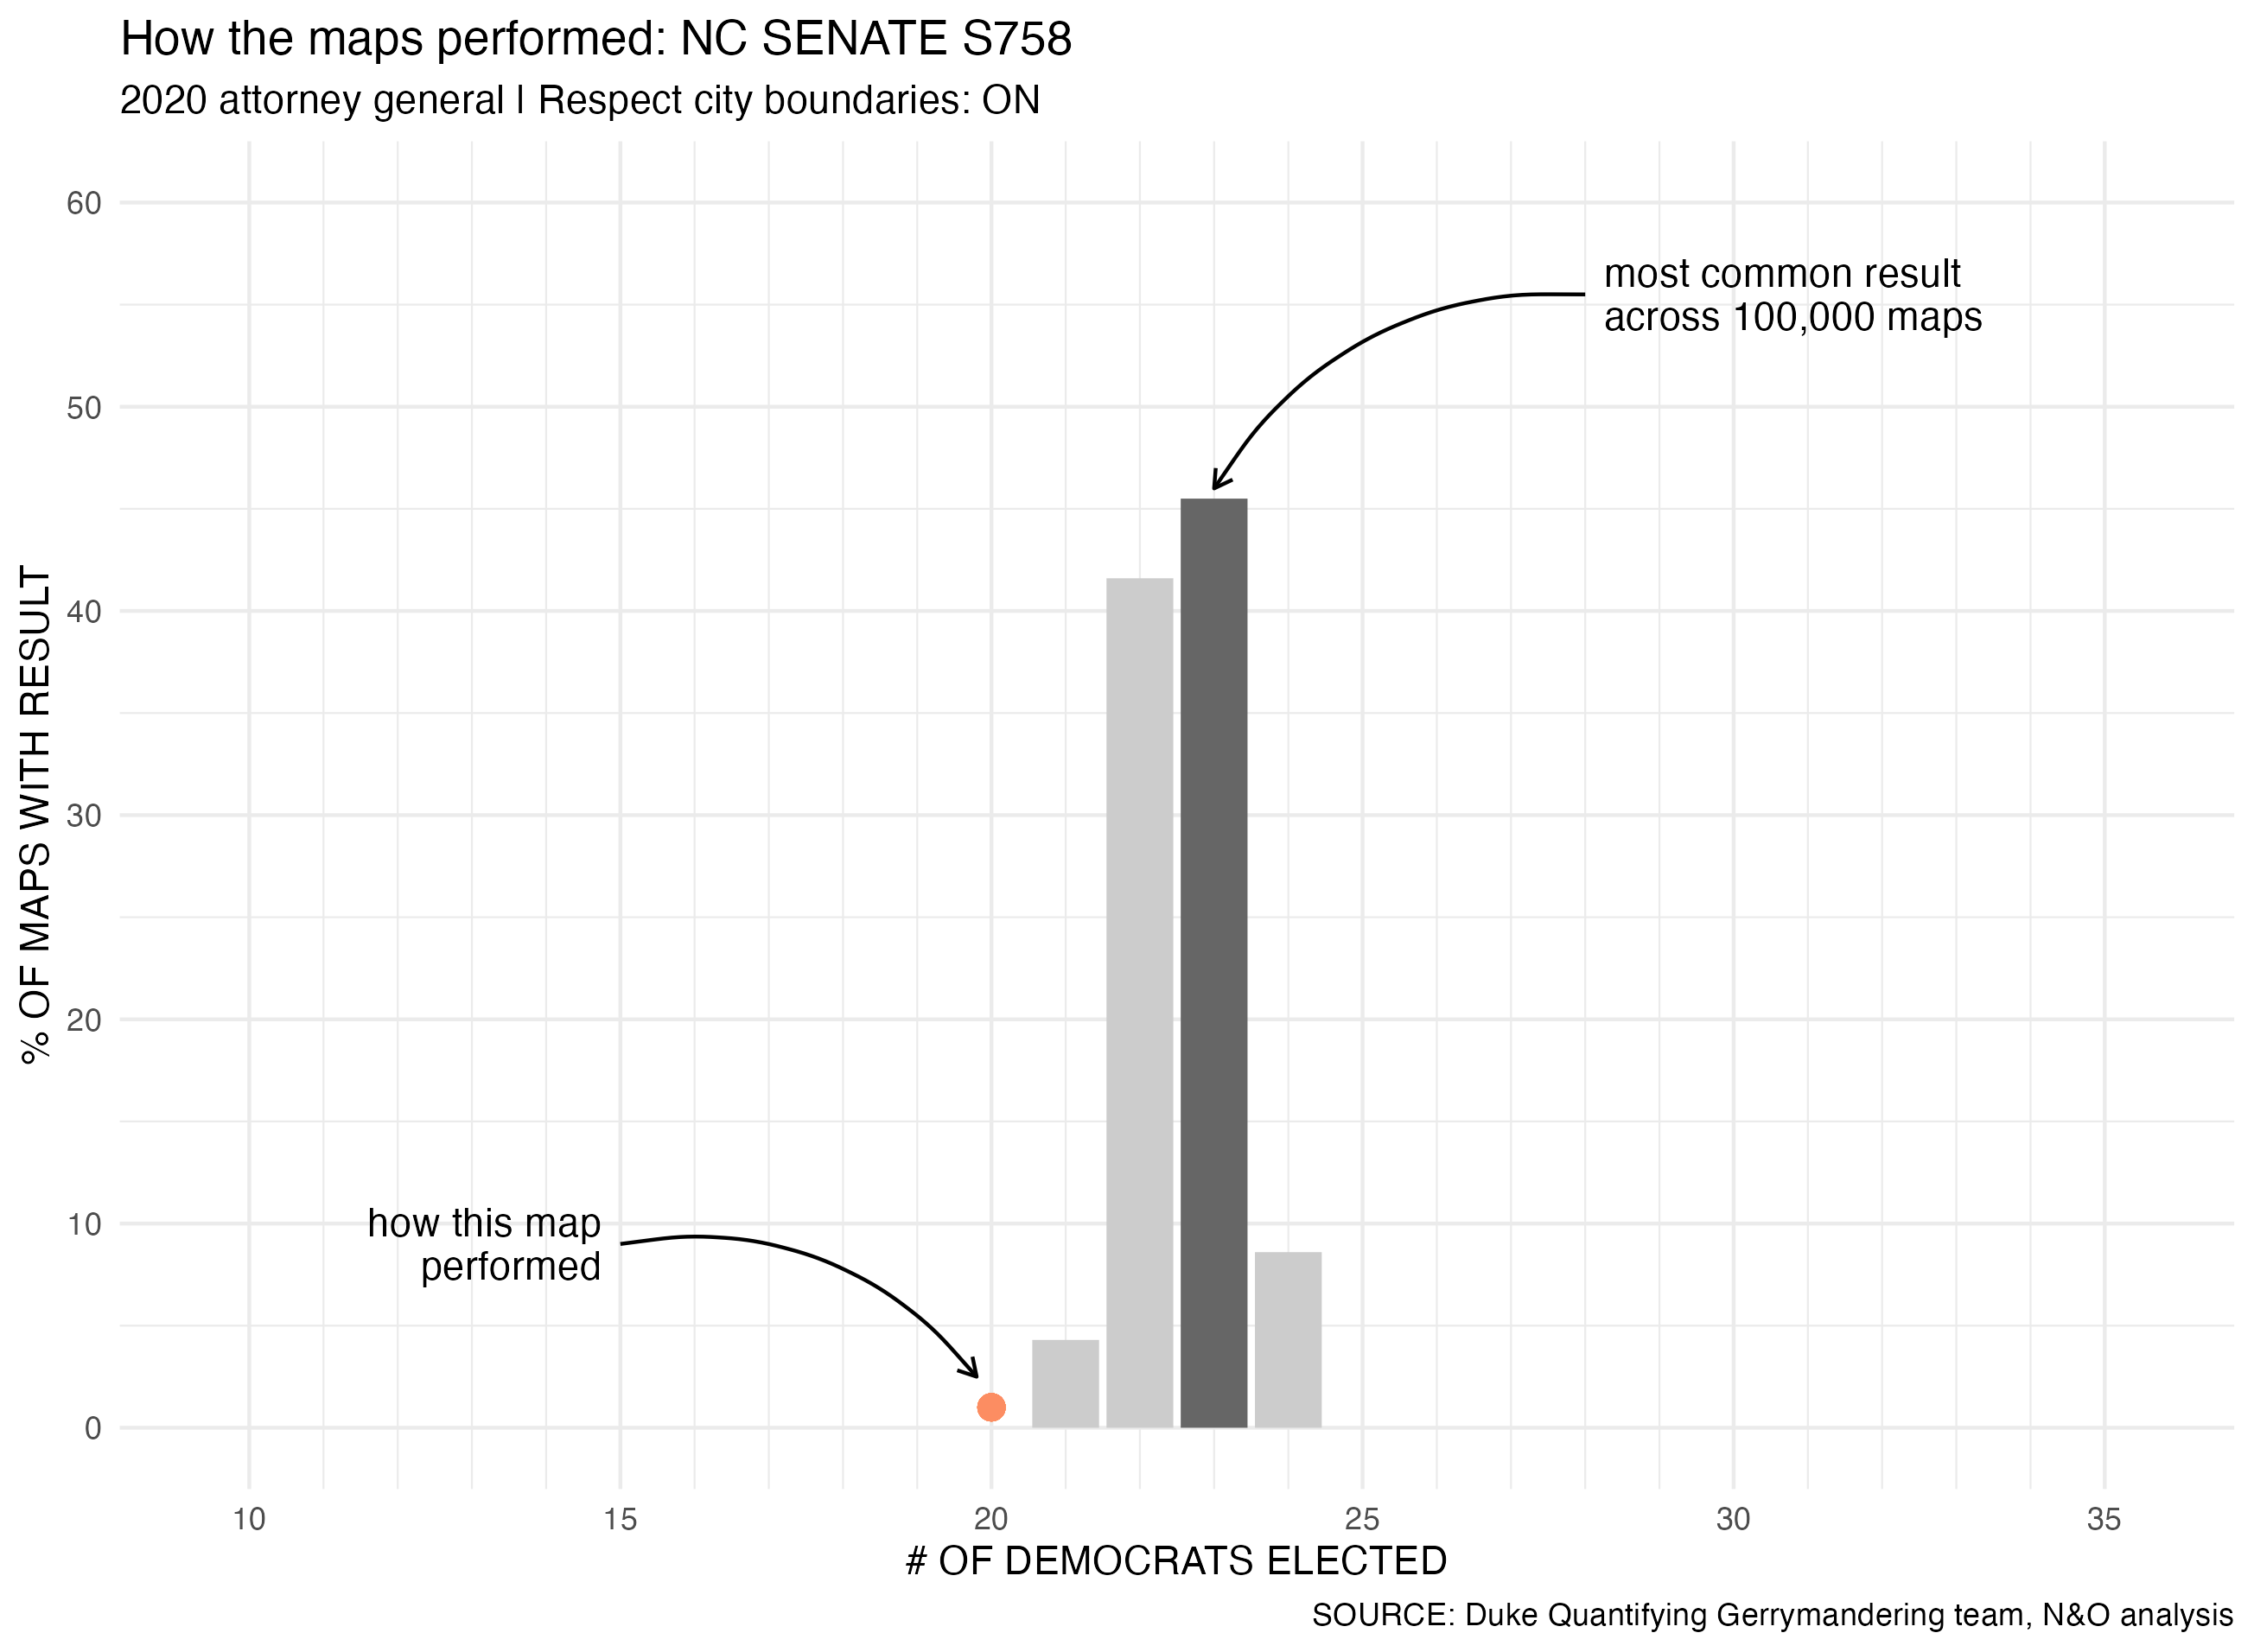 How the maps performed: NC SENATE S758
2020 attorney general | Respect city boundaries: ON
60
50
40
30
20
10
0
% OF MAPS WITH RESULT
most common result
across 100,000 maps
how this map
performed
10 15 20 25 30 35
# OF DEMOCRATS ELECTED
SOURCE: Duke Quantifying Gerrymandering team, N&O analysis